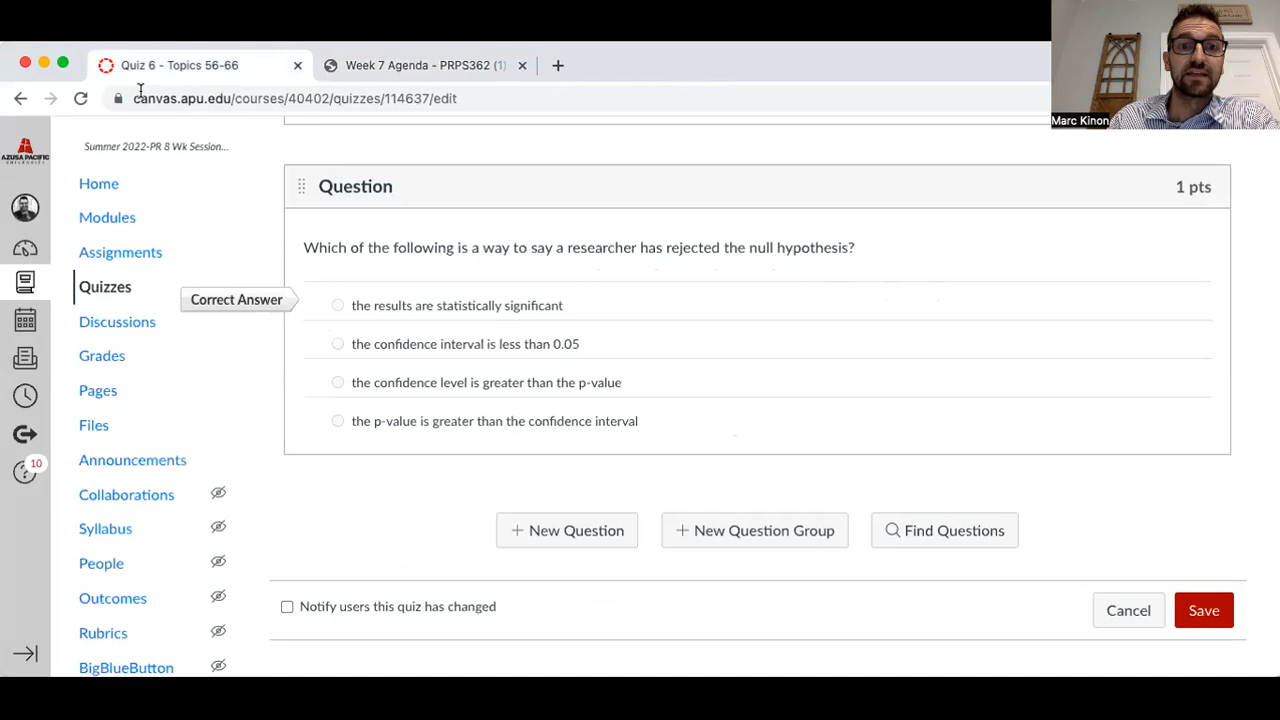 Quiz 6 - Topics 56-66
Week 7 Agenda - PRPS362 (1)
canvas.apu.edu/courses/40402/quizzes/114637/edit
Marc Kinon
AZUSA PACIFIC
Summer 2022-PR 8 Wk Session...
Home
Modules
Assignments
Quizzes
Discussions
Grades
Pages
Files
Announcements
Collaborations
Syllabus
People
Outcomes
Rubrics
BigBlueButton
10
Question
1 pts
Which of the following is a way to say a researcher has rejected the null hypothesis?
Correct Answer
the results are statistically significant
the confidence interval is less than 0.05
the confidence level is greater than the p-value
the p-value is greater than the confidence interval
+ New Question
+ New Question Group
Find Questions
Notify users this quiz has changed
Cancel
Save